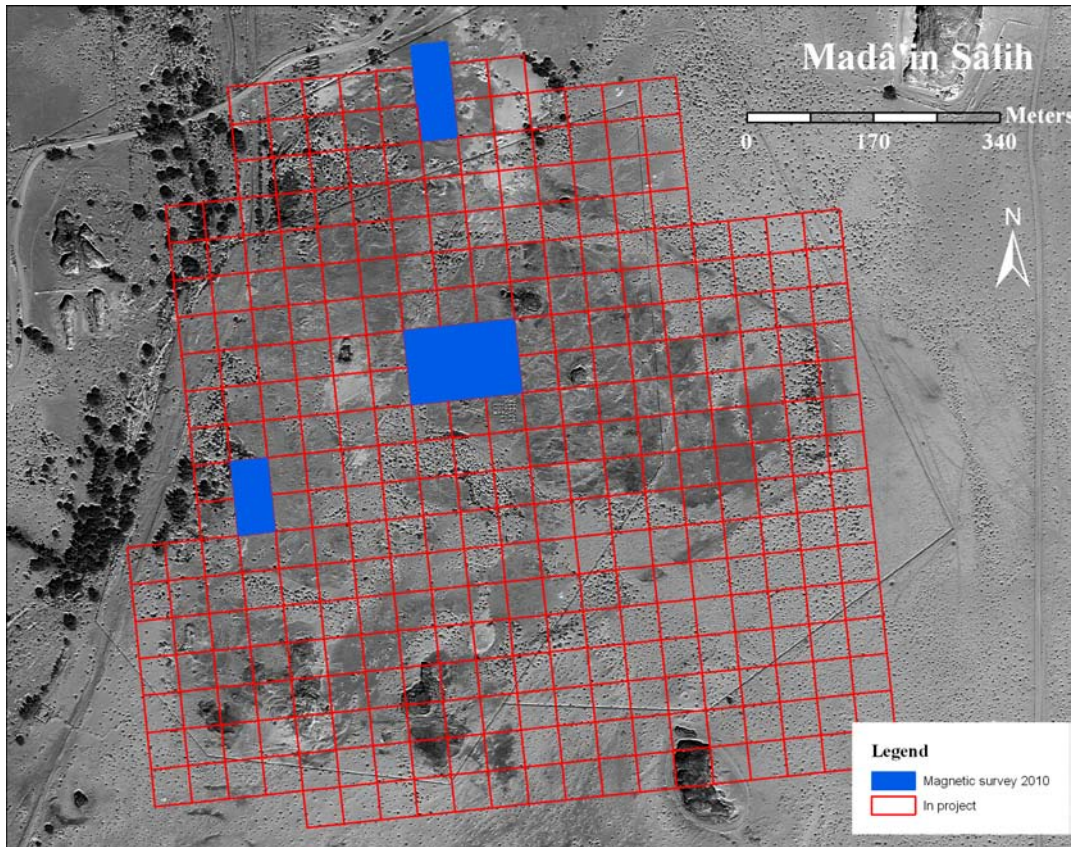 Madâ'in Sâlih
Meters
0 170 340
N
Legend
Magnetic survey 2010
In project